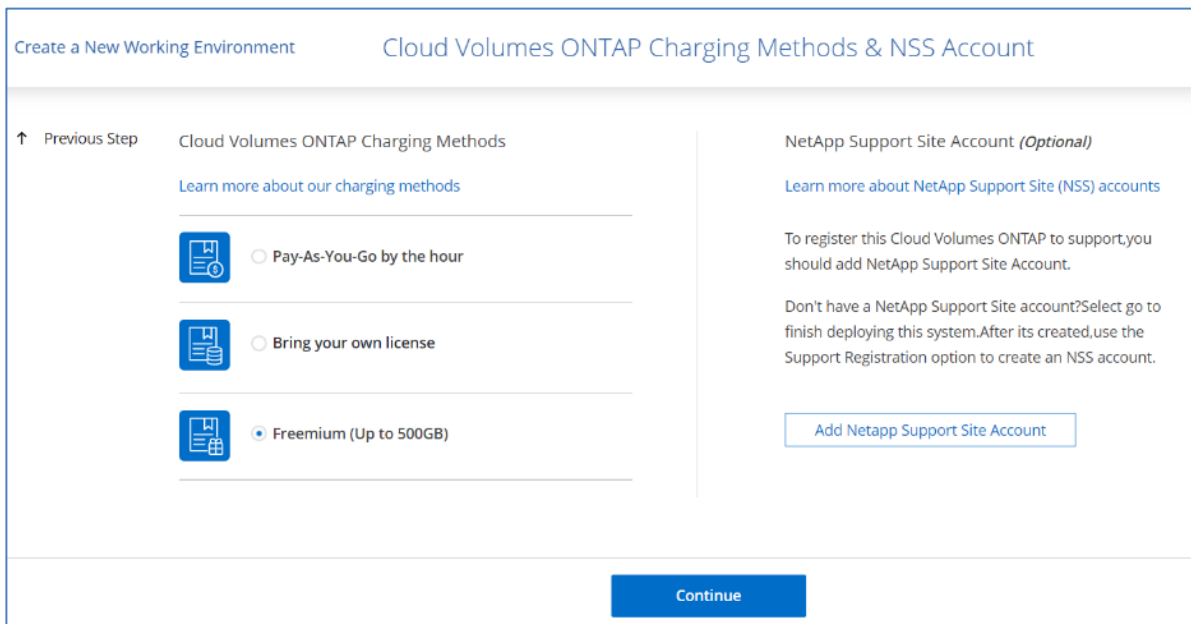 Create a New Working Environment
Cloud Volumes ONTAP Charging Methods & NSS Account
↑ Previous Step
Cloud Volumes ONTAP Charging Methods
Learn more about our charging methods
$
Pay-As-You-Go by the hour
Bring your own license
Freemium (Up to 500GB)
NetApp Support Site Account (Optional)
Learn more about NetApp Support Site (NSS) accounts
To register this Cloud Volumes ONTAP to support,you
should add NetApp Support Site Account.
Don't have a NetApp Support Site account?Select go to
finish deploying this system.After its created,use the
Support Registration option to create an NSS account.
Add Netapp Support Site Account
Continue